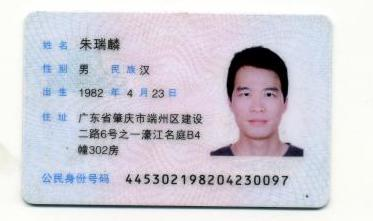 姓名 朱瑞麟
性别 男 民族 汉
出生 1982 年 4 月 23 日
住址 广东省肇庆市端州区建设
二路6号之一濠江名庭B4
幢302房
公民身份号码 445302198204230097